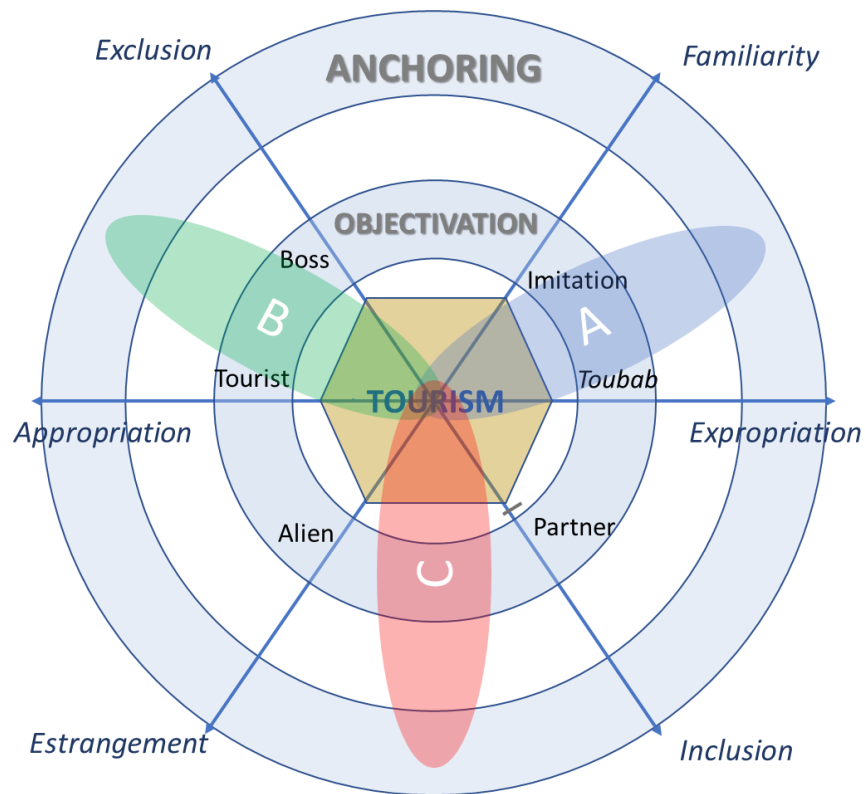 Exclusion
ANCHORING
Familiarity
OBJECTIVATION
Boss
Imitation
B
A
Tourist
TOURISM
Toubab
Appropriation
Expropriation
Alien
Partner
C
Estrangement
Inclusion